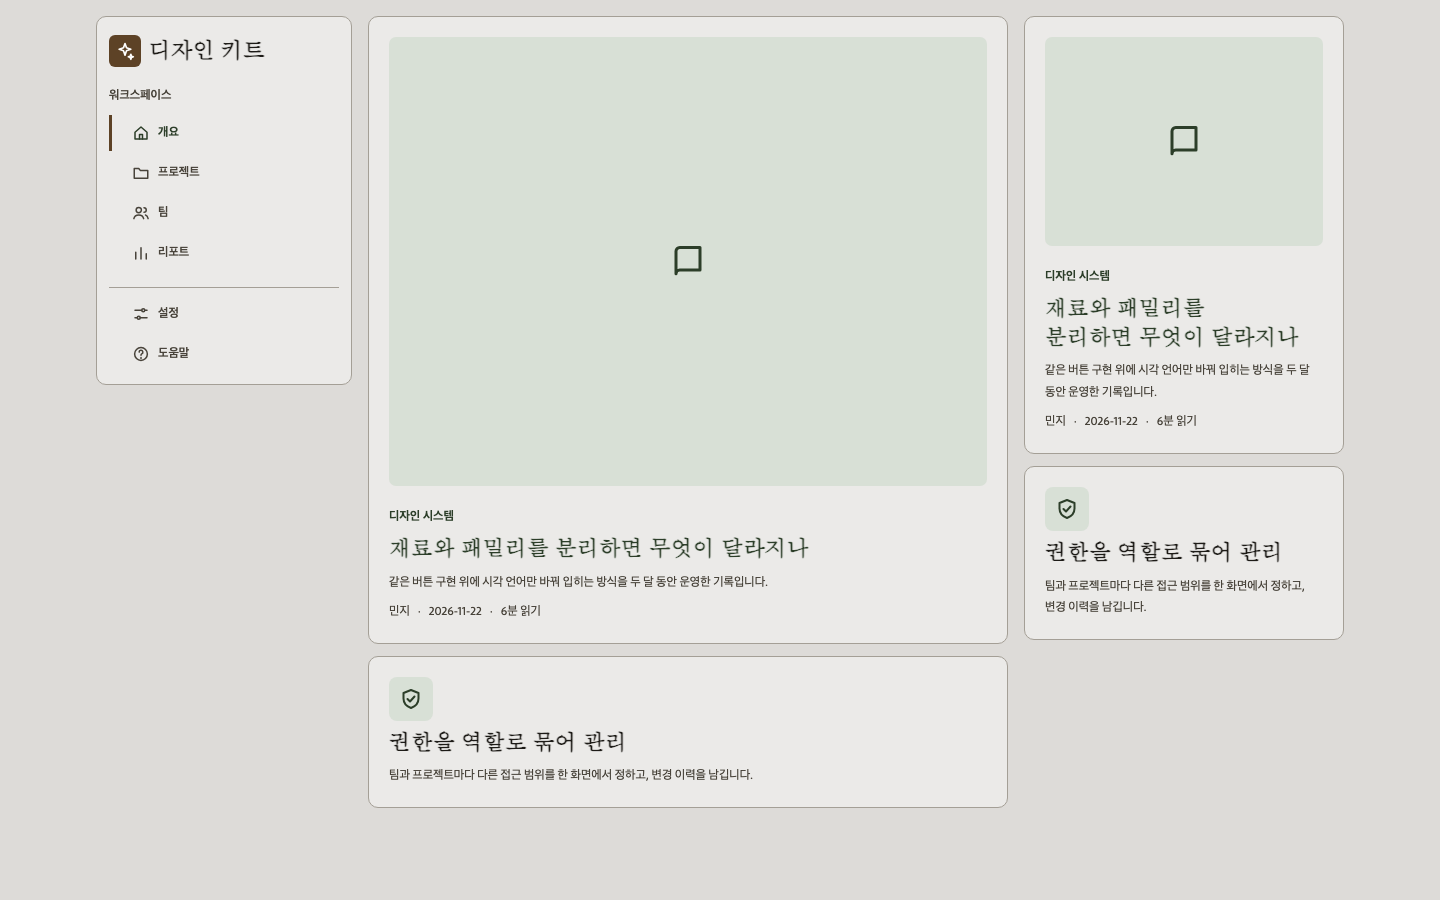 디자인 키트
워크스페이스
개요
프로젝트
팀
리포트
설정
도움말
디자인 시스템
재료와 패밀리를 분리하면 무엇이 달라지나
같은 버튼 구현 위에 시각 언어만 바꿔 입히는 방식을 두 달 동안 운영한 기록입니다.
민지 · 2026-11-22 · 6분 읽기
권한을 역할로 묶어 관리
팀과 프로젝트마다 다른 접근 범위를 한 화면에서 정하고, 변경 이력을 남깁니다.
디자인 시스템
재료와 패밀리를
분리하면 무엇이 달라지나
같은 버튼 구현 위에 시각 언어만 바꿔 입히는 방식을 두 달
동안 운영한 기록입니다.
민지 · 2026-11-22 · 6분 읽기
권한을 역할로 묶어 관리
팀과 프로젝트마다 다른 접근 범위를 한 화면에서 정하고,
변경 이력을 남깁니다.